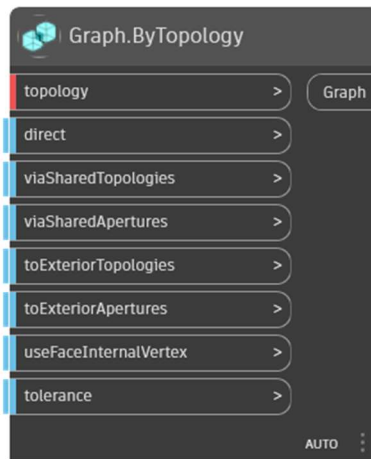 Graph.ByTopology
topology > Graph
direct >
viaSharedTopologies >
viaSharedApertures >
toExteriorTopologies >
toExteriorApertures >
useFaceInternalVertex >
tolerance >
AUTO